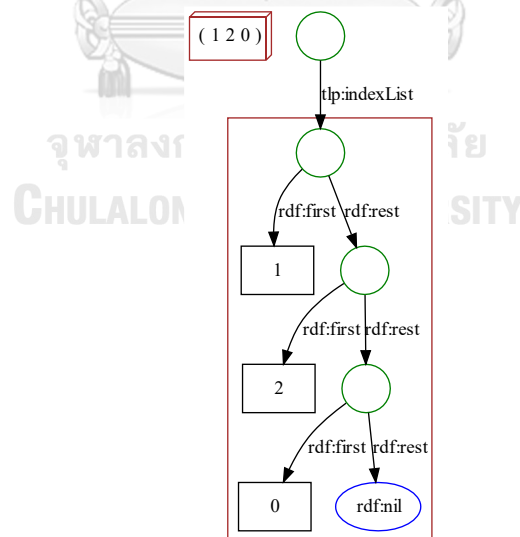 ( 1 2 0 )
tlp:indexList
จุฬาลงก
ลัย
CHULALON
SITY
rdf:first rdf:rest
1
rdf:first rdf:rest
2
rdf:first rdf:rest
0 rdf:nil